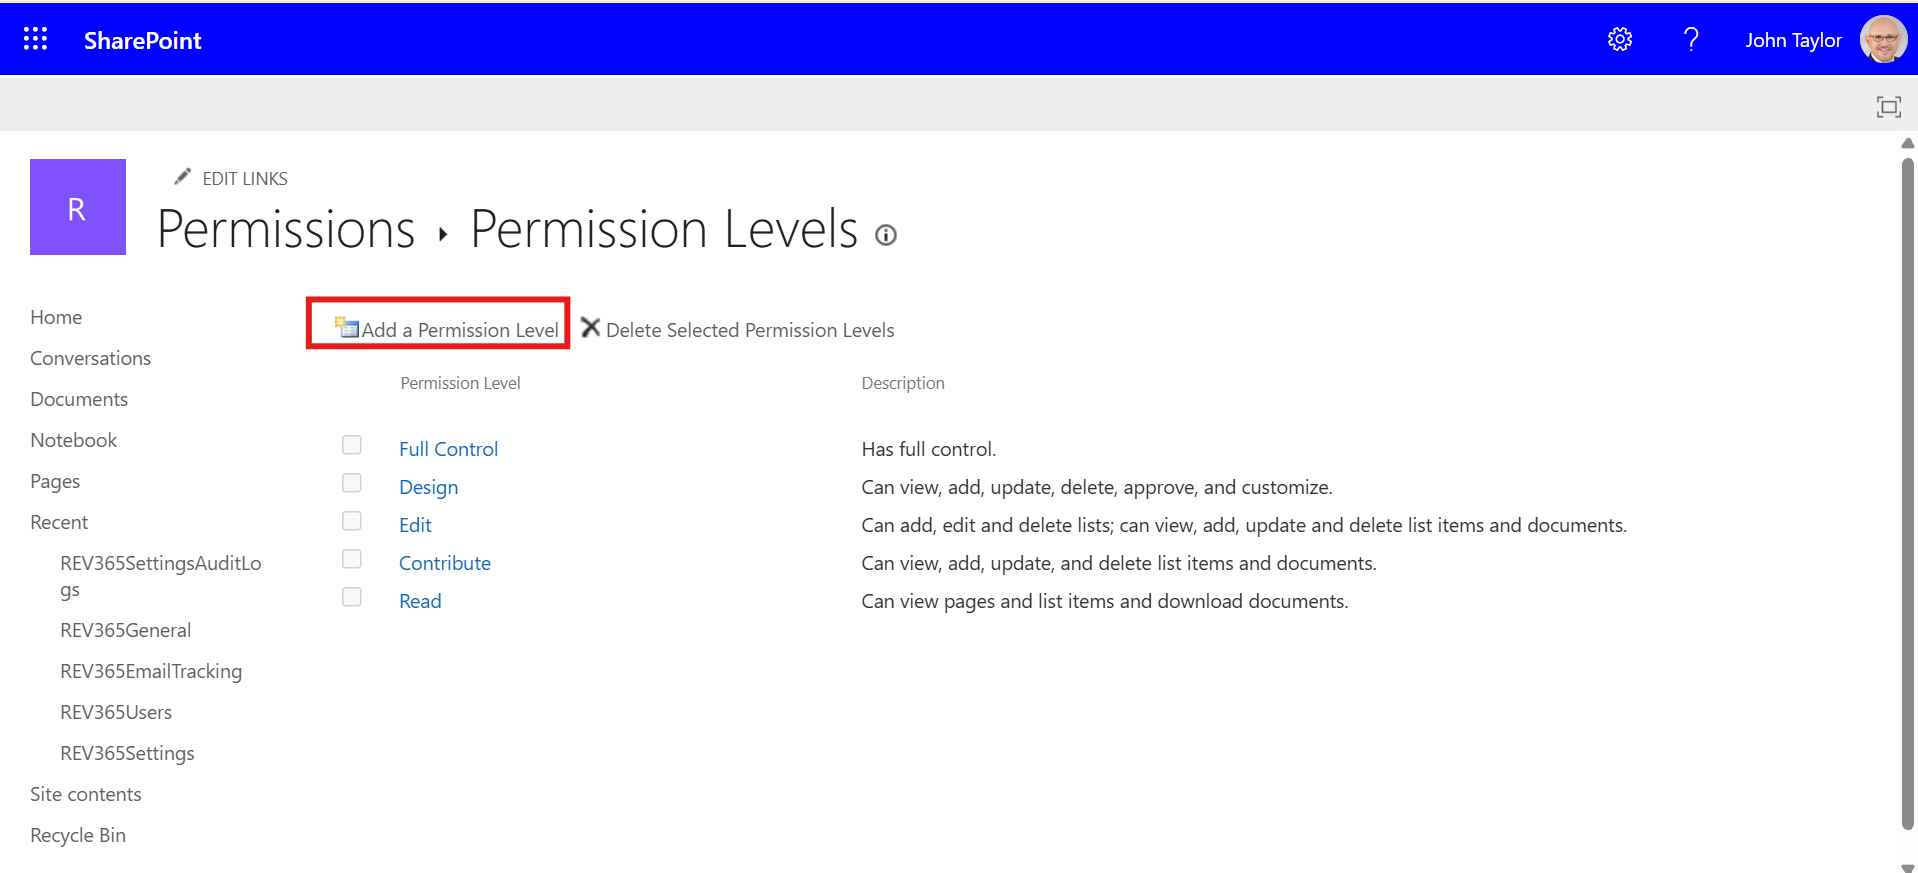 SharePoint
?
John Taylor
EDIT LINKS
R
Permissions ▸ Permission Levels
Home
Conversations
Documents
Notebook
Pages
Recent
REV365SettingsAuditLo
gs
REV365General
REV365EmailTracking
REV365Users
REV365Settings
Site contents
Recycle Bin
Add a Permission Level
Delete Selected Permission Levels
Permission Level Description
Full Control Has full control.
Design Can view, add, update, delete, approve, and customize.
Edit Can add, edit and delete lists; can view, add, update and delete list items and documents.
Contribute Can view, add, update, and delete list items and documents.
Read Can view pages and list items and download documents.